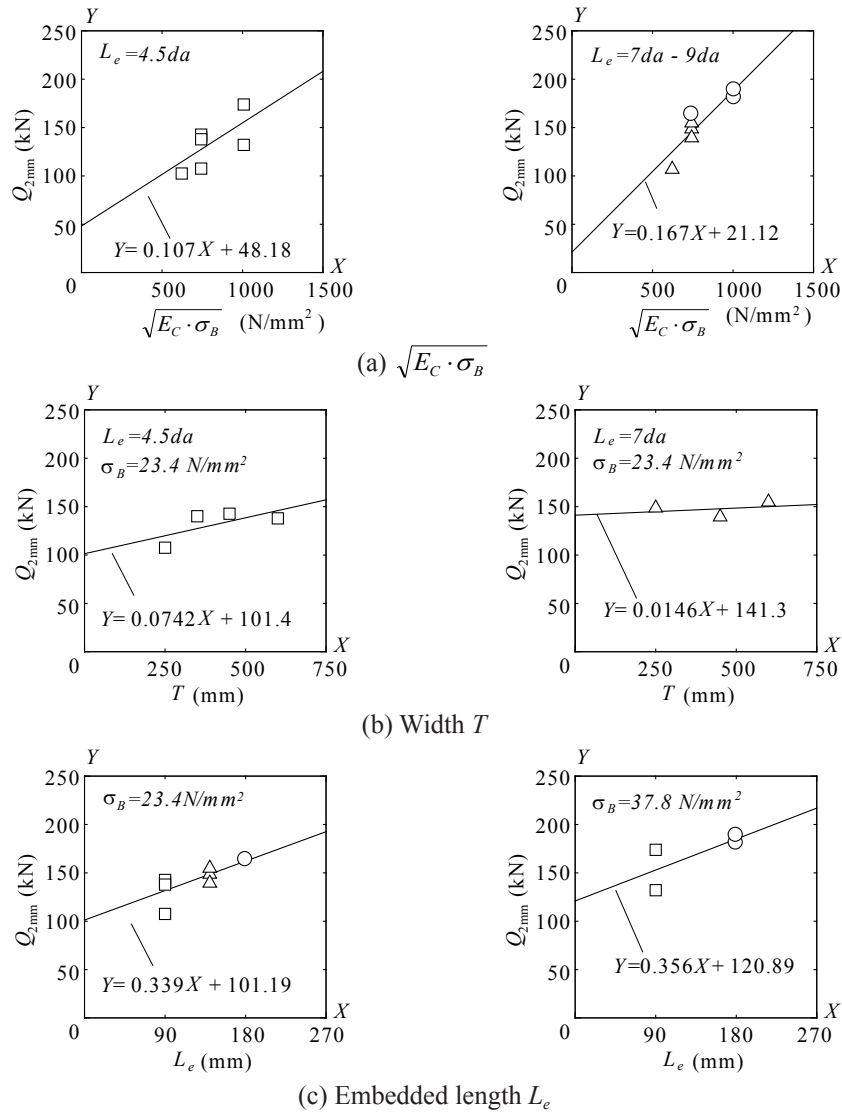 Y
L_e=4.5da
250
200
150
100
50
0
500
1000
1500
X
Q_2mm (kN)
Y=0.107X+48.18
√E_C·σ_B (N/mm²)
Y
L_e=7da - 9da
250
200
150
100
50
0
500
1000
1500
X
Q_2mm (kN)
Y=0.167X+21.12
√E_C·σ_B (N/mm²)
(a) √E_C·σ_B
Y
L_e=4.5da
σ_B=23.4 N/mm²
250
200
150
100
50
0
250
500
750
X
Q_2mm (kN)
Y=0.0742X+101.4
T (mm)
Y
L_e=7da
σ_B=23.4 N/mm²
250
200
150
100
50
0
250
500
750
X
Q_2mm (kN)
Y=0.0146X+141.3
T (mm)
(b) Width T
Y
σ_B=23.4N/mm²
250
200
150
100
50
0
90
180
270
X
Q_2mm (kN)
Y=0.339X+101.19
L_e (mm)
Y
σ_B=37.8 N/mm²
250
200
150
100
50
0
90
180
270
X
Q_2mm (kN)
Y=0.356X+120.89
L_e (mm)
(c) Embedded length L_e